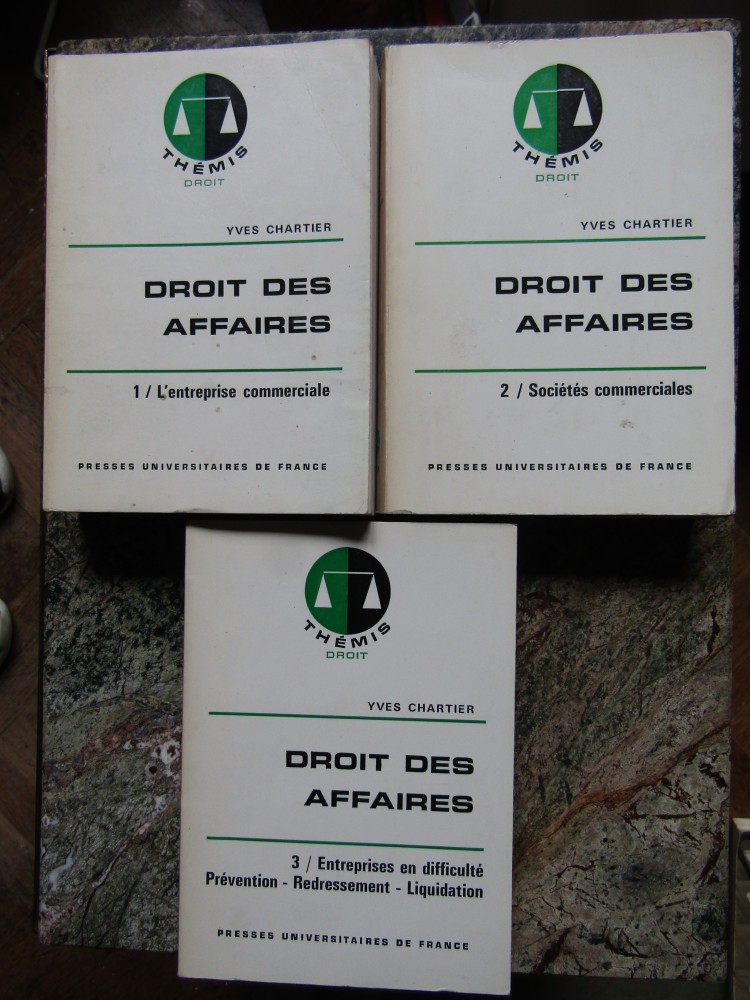 THÉMIS
DROIT
YVES CHARTIER
DROIT DES
AFFAIRES
1 / L'entreprise commerciale
PRESSES UNIVERSITAIRES DE FRANCE
THÉMIS
DROIT
YVES CHARTIER
DROIT DES
AFFAIRES
2 / Sociétés commerciales
PRESSES UNIVERSITAIRES DE FRANCE
THÉMIS
DROIT
YVES CHARTIER
DROIT DES
AFFAIRES
3 / Entreprises en difficulté
Prévention - Redressement - Liquidation
PRESSES UNIVERSITAIRES DE FRANCE